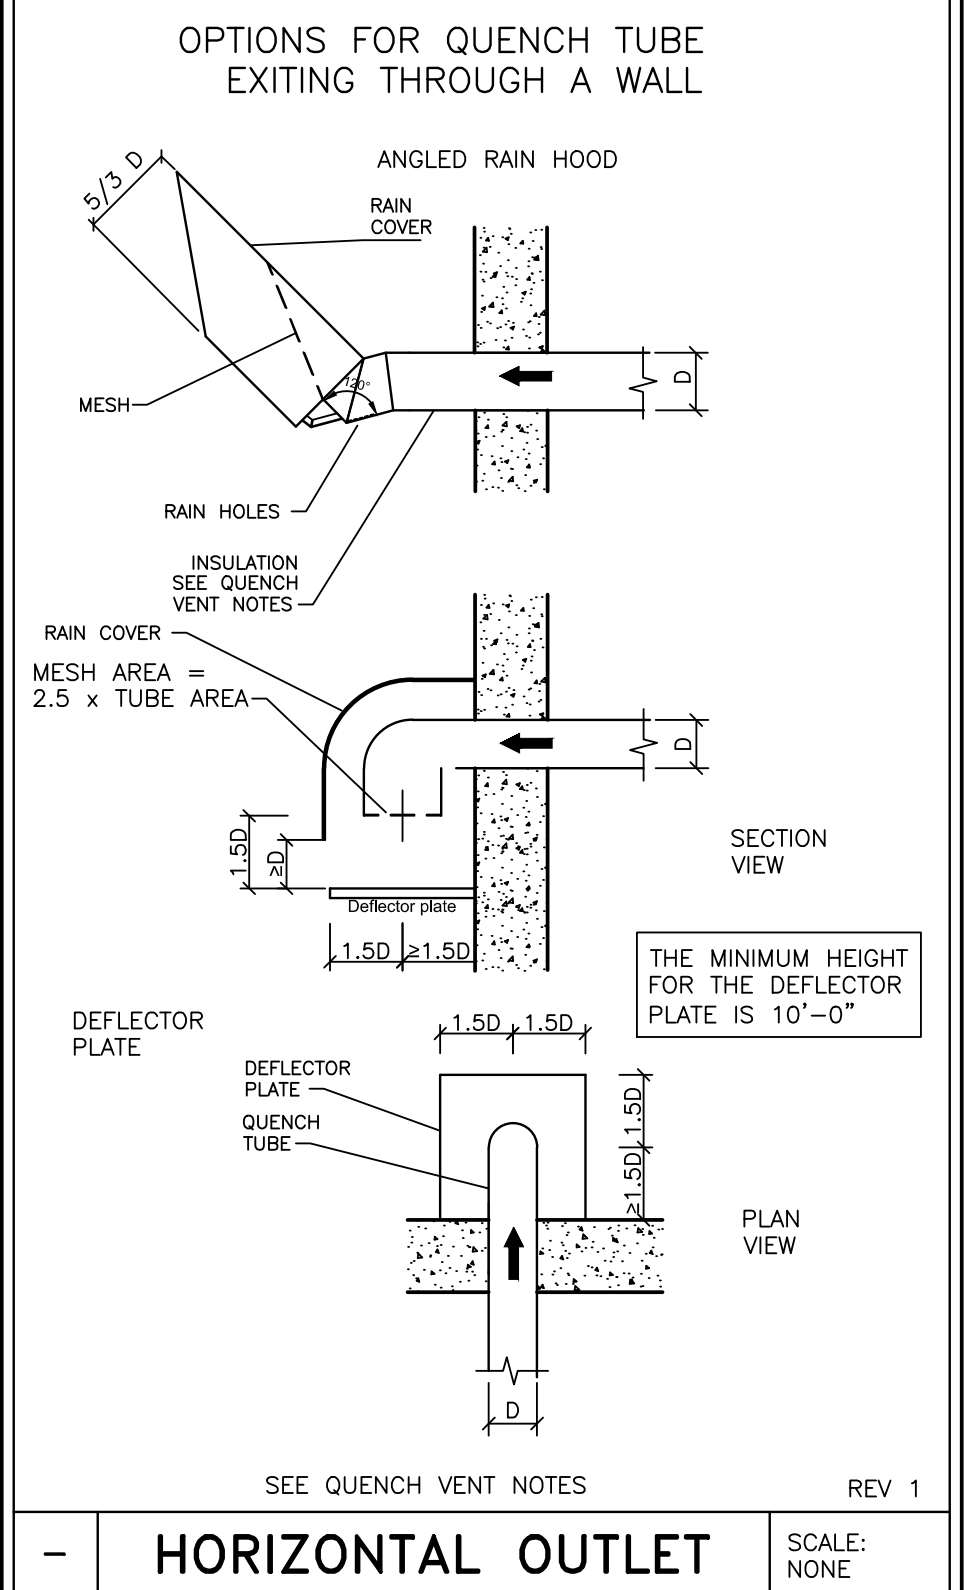 OPTIONS FOR QUENCH TUBE
EXITING THROUGH A WALL
ANGLED RAIN HOOD
5/3 D
RAIN
COVER
120°
D
MESH
RAIN HOLES
INSULATION
SEE QUENCH
VENT NOTES
RAIN COVER
MESH AREA =
2.5 x TUBE AREA
D
1.5D
≥D
SECTION
VIEW
Deflector plate
1.5D
≥1.5D
THE MINIMUM HEIGHT
FOR THE DEFLECTOR
PLATE IS 10'-0"
DEFLECTOR
PLATE
1.5D
1.5D
DEFLECTOR
PLATE
QUENCH
TUBE
1.5D
≥1.5D
PLAN
VIEW
D
SEE QUENCH VENT NOTES
REV 1
-
HORIZONTAL OUTLET
SCALE:
NONE